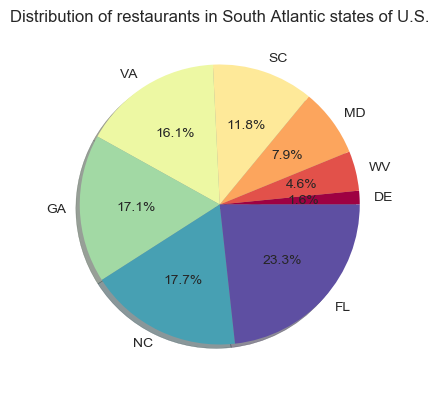 Distribution of restaurants in South Atlantic states of U.S.
SC
VA
MD
11.8%
16.1%
7.9%
WV
4.6%
DE
1.6%
GA
17.1%
23.3%
17.7%
FL
NC